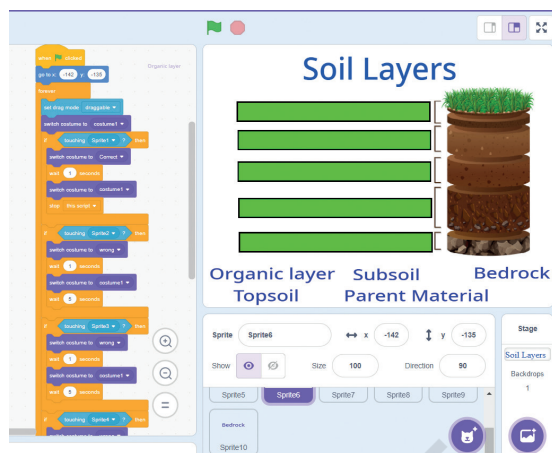 when clicked
go to x: -142 y: -135
forever
set drag mode draggable
switch costume to costume1
if touching Sprite1 ? then
switch costume to Correct
wait 1 seconds
switch costume to costume1
stop this script
if touching Sprite2 ? then
switch costume to wrong
wait 1 seconds
switch costume to costume1
wait 5 seconds
if touching Sprite3 ? then
switch costume to wrong
wait 1 seconds
switch costume to costume1
wait 5 seconds
if touching Sprite4 ? then
switch costume to
Organic layer
Soil Layers
Organic layer Subsoil Bedrock
Topsoil Parent Material
Sprite Sprite6 x -142 y -135
Show Size 100 Direction 90
Sprite5 Sprite6 Sprite7 Sprite8 Sprite9
Bedrock
Sprite10
Stage
Soil Layers
Backdrops
1